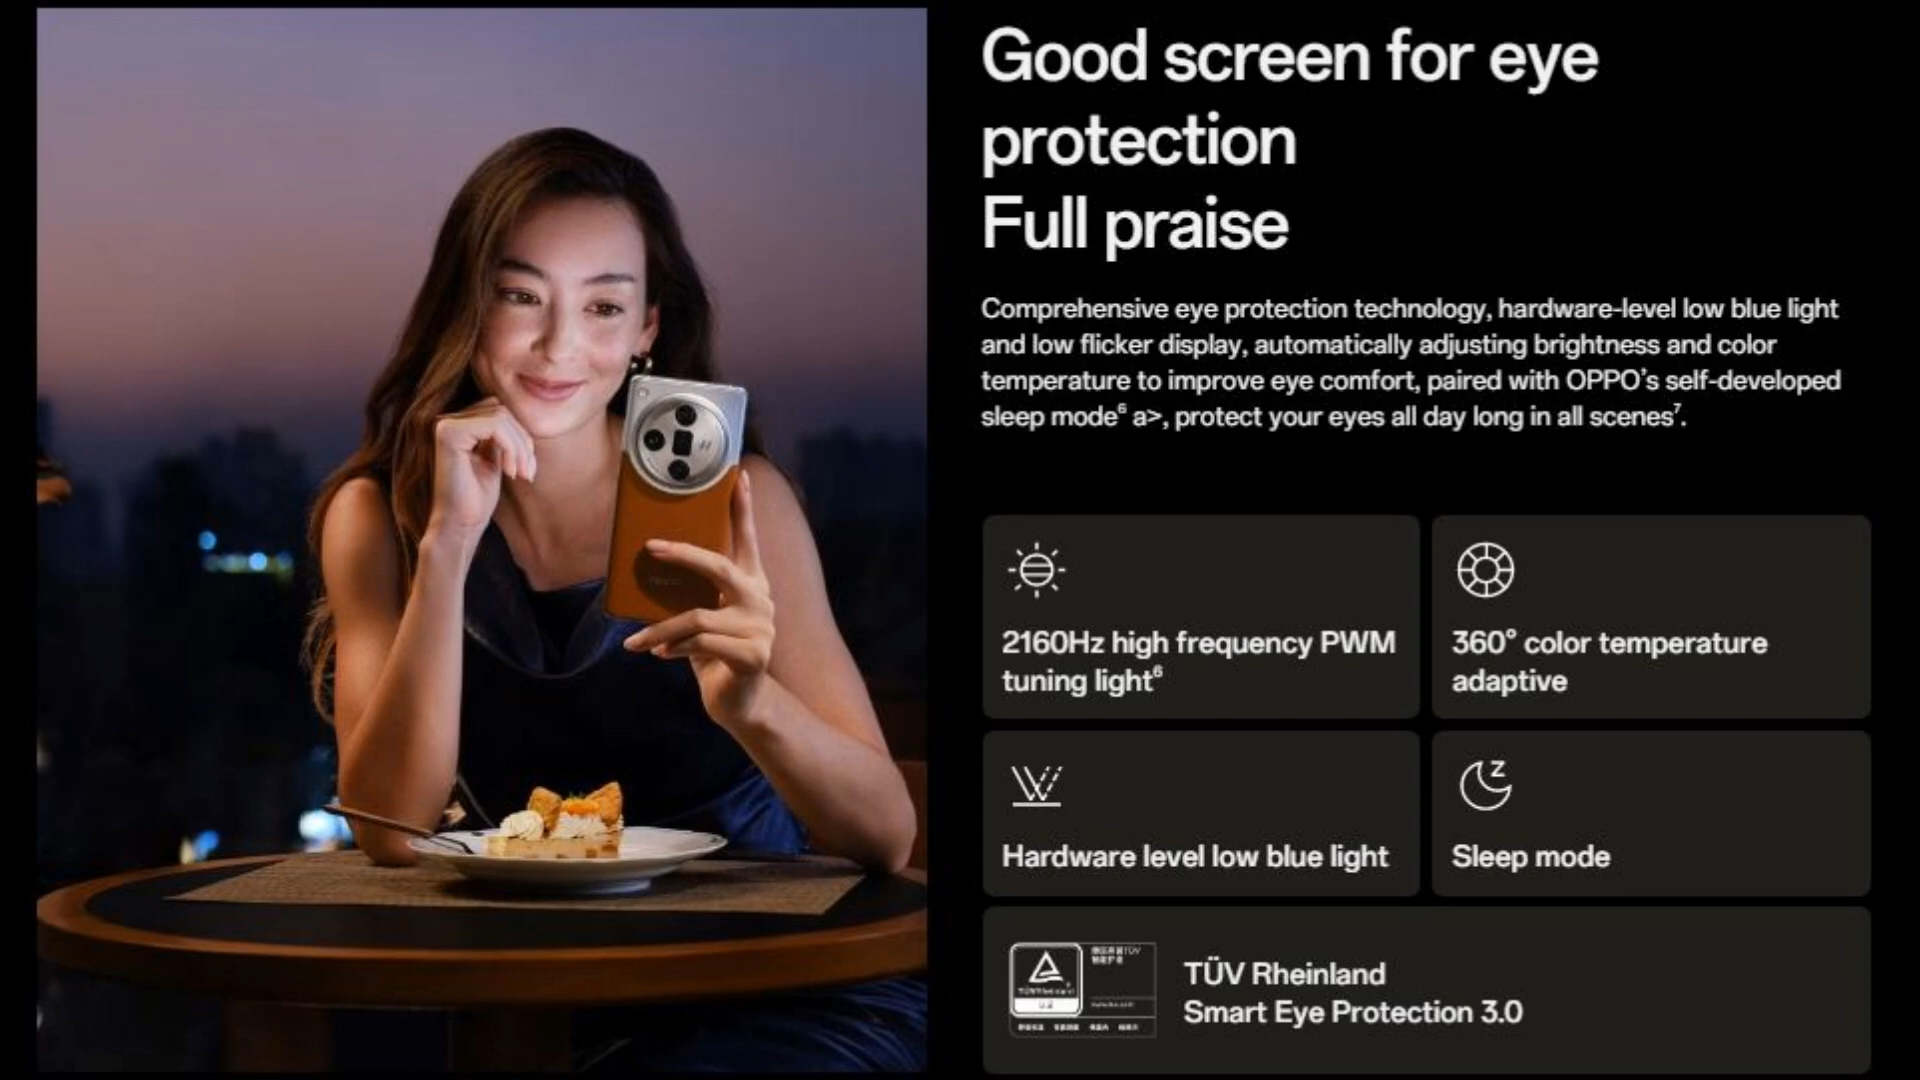 Good screen for eye
protection
Full praise
Comprehensive eye protection technology, hardware-level low blue light
and low flicker display, automatically adjusting brightness and color
temperature to improve eye comfort, paired with OPPO's self-developed
sleep mode⁶ a>, protect your eyes all day long in all scenes⁷.
2160Hz high frequency PWM
tuning light⁶
360° color temperature
adaptive
Hardware level low blue light
Z
Sleep mode
TÜVRheinland
TÜV Rheinland
Smart Eye Protection 3.0